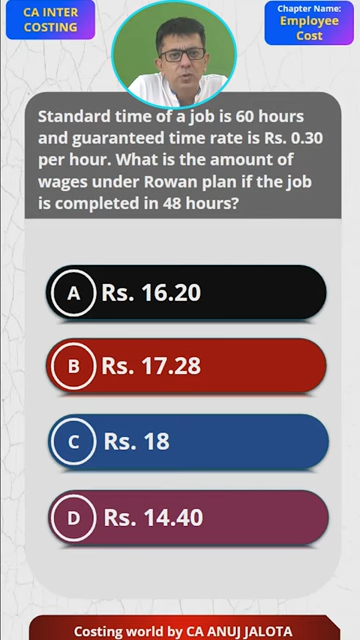 CA INTER
COSTING
Chapter Name:
Employee
Cost
Standard time of a job is 60 hours
and guaranteed time rate is Rs. 0.30
per hour. What is the amount of
wages under Rowan plan if the job
is completed in 48 hours?
A Rs. 16.20
B Rs. 17.28
C Rs. 18
D Rs. 14.40
Costing world by CA ANUJ JALOTA